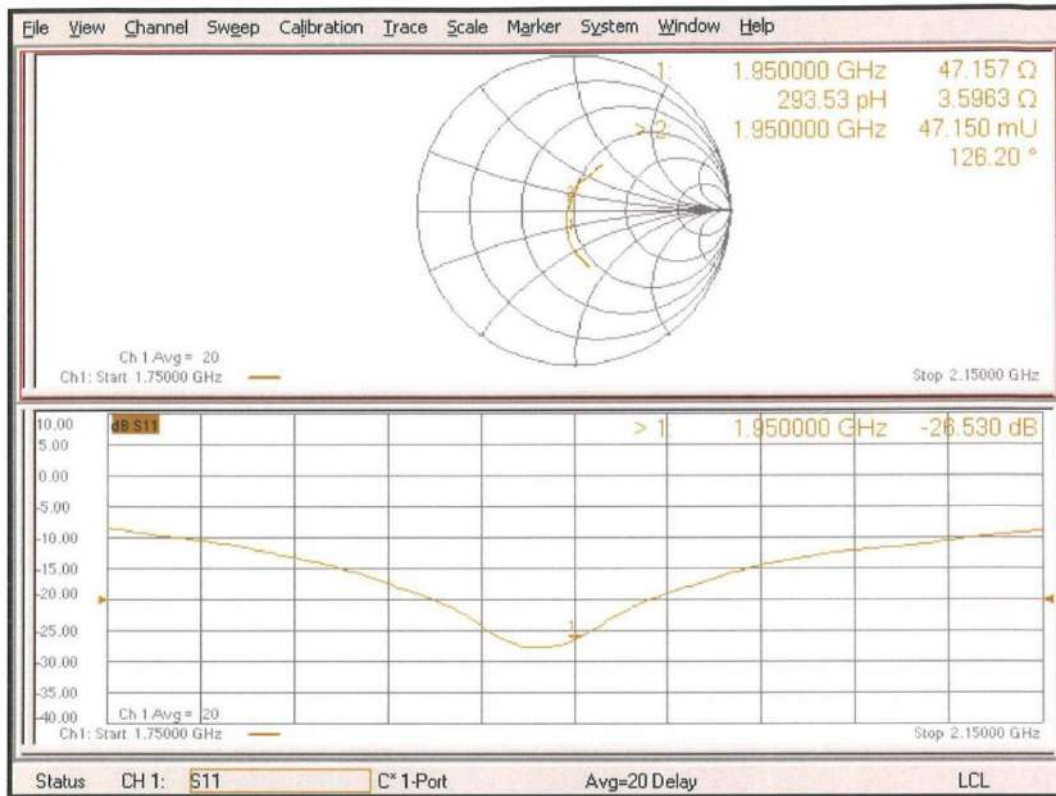 File View Channel Sweep Calibration Trace Scale Marker System Window Help
1: 1.950000 GHz 47.157 Ω
293.53 pH 3.5963 Ω
> 2: 1.950000 GHz 47.150 mU
126.20 °
Ch 1 Avg = 20
Ch1: Start 1.75000 GHz Stop 2.15000 GHz
dB S11
> 1: 1.950000 GHz -26.530 dB
10.00
5.00
0.00
-5.00
-10.00
-15.00
-20.00
-25.00
-30.00
-35.00
-40.00
1
Ch 1 Avg = 20
Ch1: Start 1.75000 GHz Stop 2.15000 GHz
Status CH 1: S11 C* 1-Port Avg=20 Delay LCL